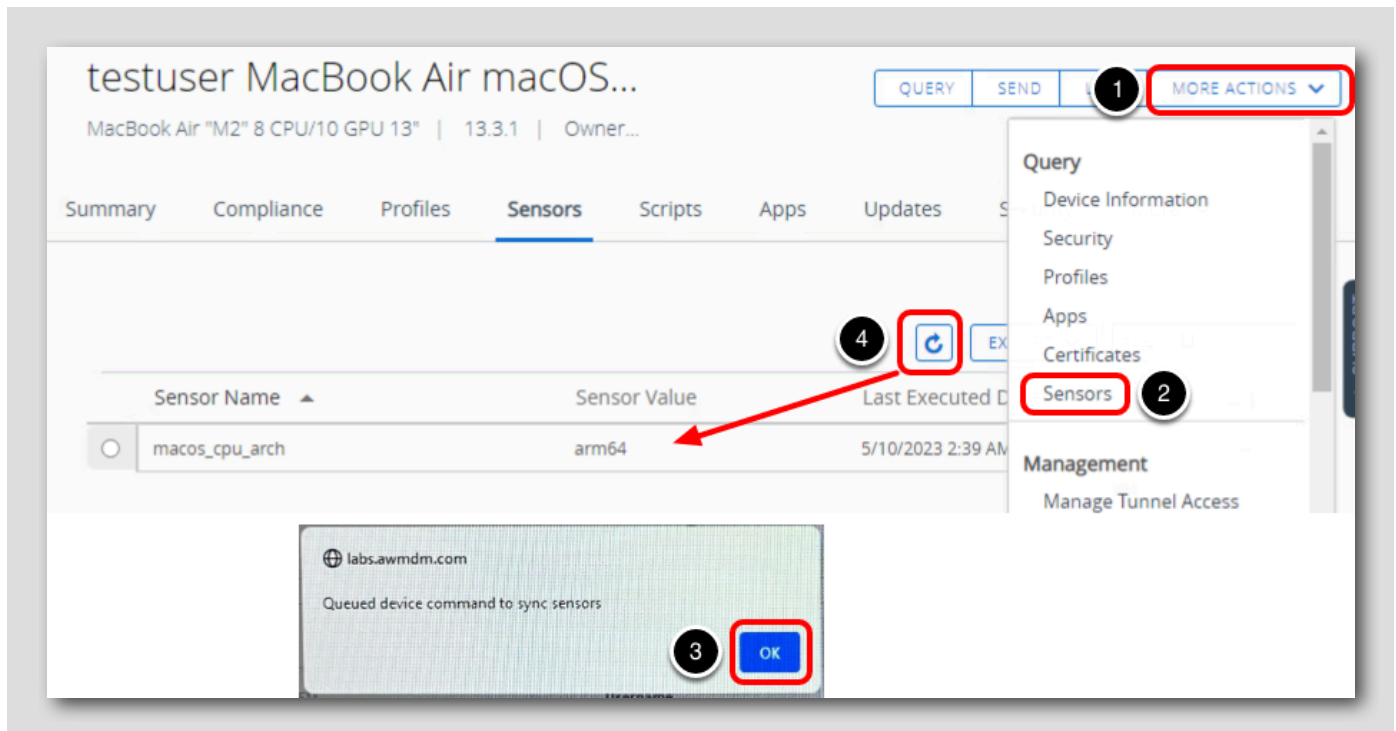 testuser MacBook Air macOS...
MacBook Air "M2" 8 CPU/10 GPU 13" | 13.3.1 | Owner...
QUERY SEND 1 MORE ACTIONS
Summary Compliance Profiles Sensors Scripts Apps Updates
Query
Device Information
Security
Profiles
Apps
Certificates
Sensors 2
Management
Manage Tunnel Access
4 EX
Sensor Name Sensor Value Last Executed D
macos_cpu_arch arm64 5/10/2023 2:39 AM
labs.awmdm.com
Queued device command to sync sensors
3 OK